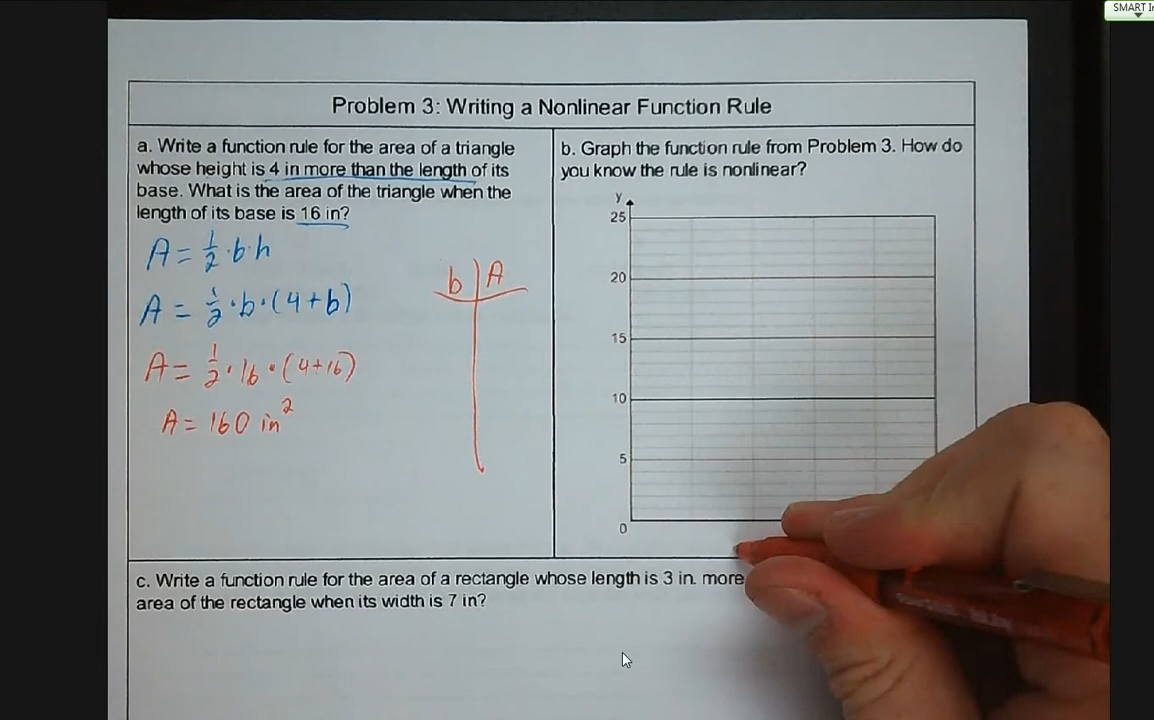 SMART In
Problem 3: Writing a Nonlinear Function Rule
a. Write a function rule for the area of a triangle
whose height is 4 in more than the length of its
base. What is the area of the triangle when the
length of its base is 16 in?
A = 1/2 · b · h
A = 1/2 · b · (4 + b)
A = 1/2 · 16 · (4+16)
A = 160 in²
b | A
b. Graph the function rule from Problem 3. How do
you know the rule is nonlinear?
y
25
20
15
10
5
0
c. Write a function rule for the area of a rectangle whose length is 3 in. more
area of the rectangle when its width is 7 in?